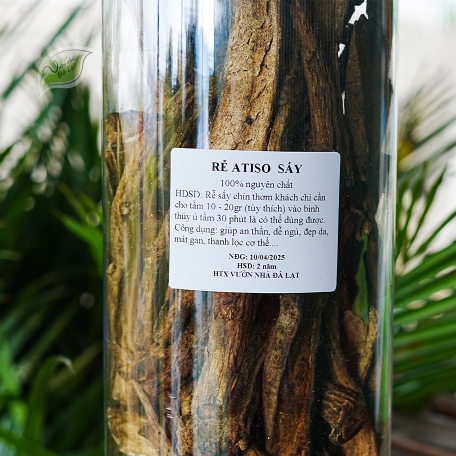 RỄ ATISO SẤY
100% nguyên chất
HDSD: Rễ sấy chín thơm khách chị cần
cho tầm 10 - 20gr (tùy thích) vào bình
thủy ủ tầm 30 phút là có thể dùng được.
Công dụng: giúp an thần, dễ ngủ, đẹp da,
mát gan, thanh lọc cơ thể....
NĐG: 10/04/2025
HSD: 2 năm
HTX VƯỜN NHÀ ĐÀ LẠT